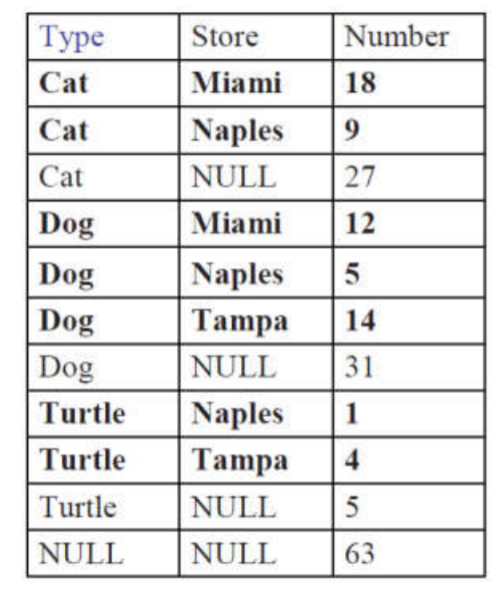 Type Store Number
Cat Miami 18
Cat Naples 9
Cat NULL 27
Dog Miami 12
Dog Naples 5
Dog Tampa 14
Dog NULL 31
Turtle Naples 1
Turtle Tampa 4
Turtle NULL 5
NULL NULL 63